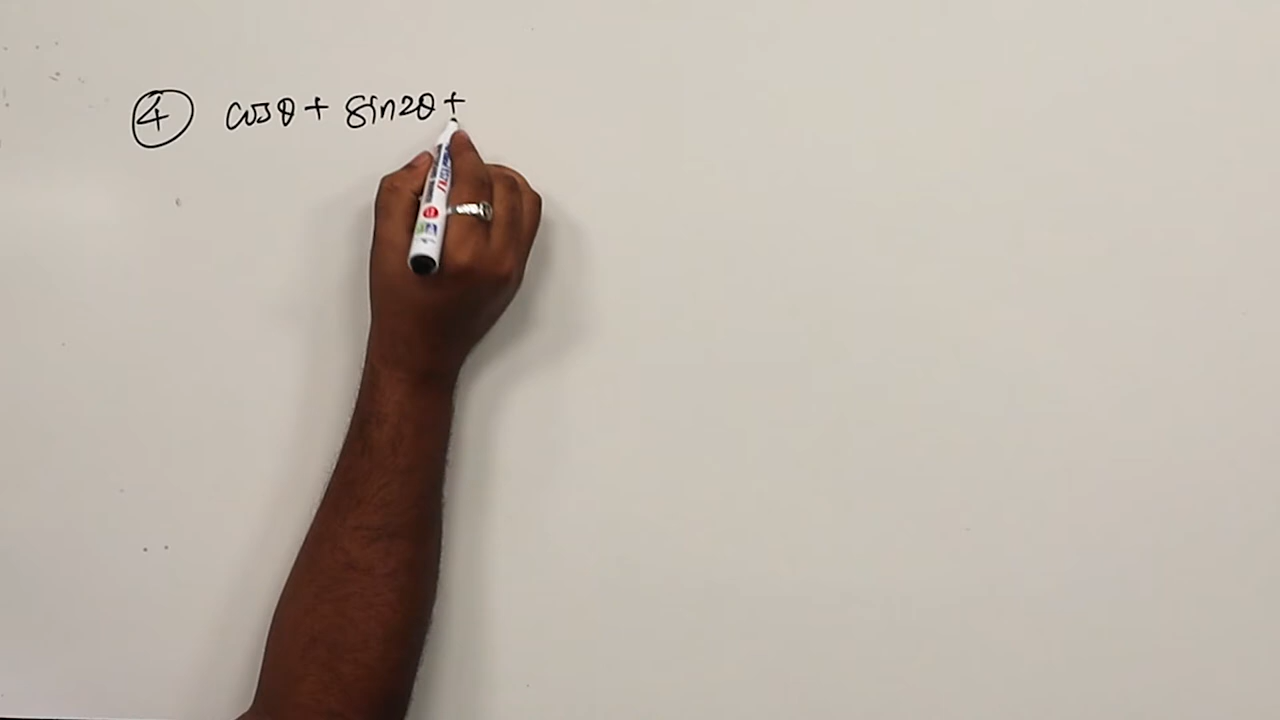 ④ cosθ + sin2θ +